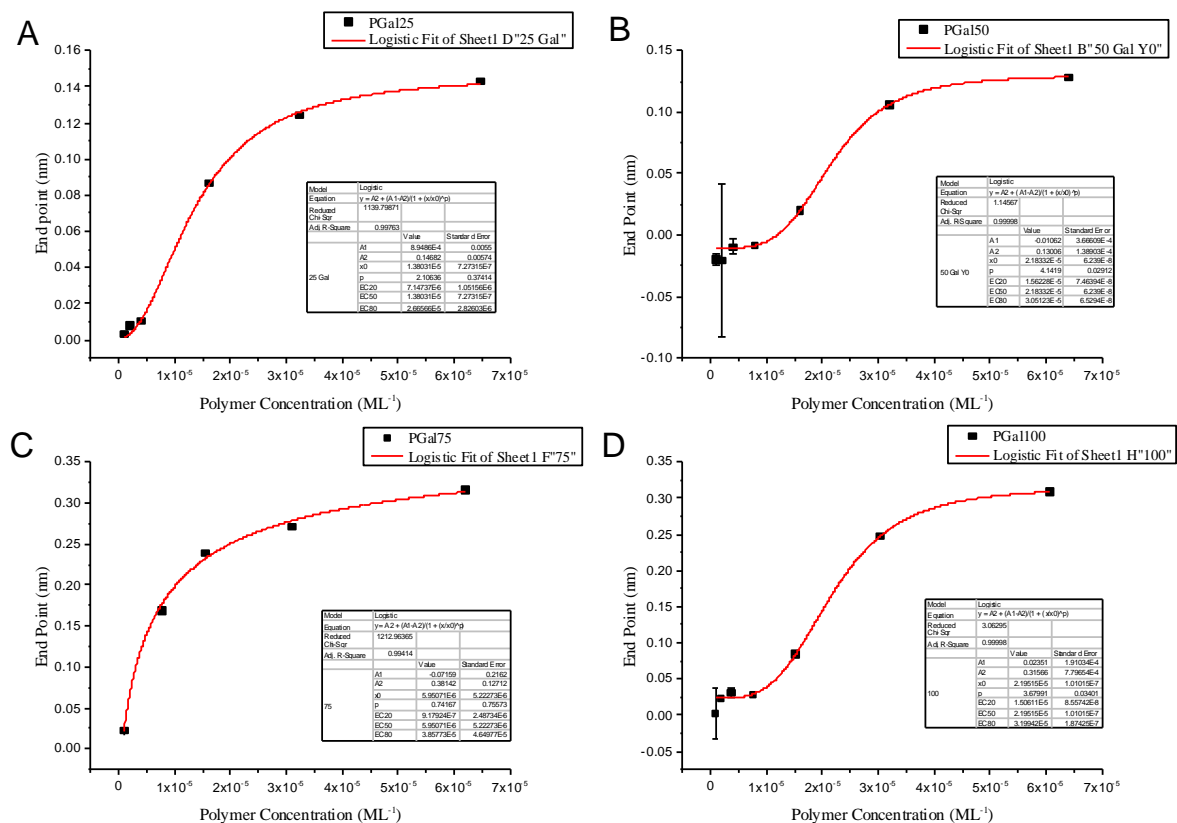 A
PGal25
Logistic Fit of Sheet1 D"25 Gal"
0.16
0.14
0.12
0.10
0.08
0.06
0.04
0.02
0.00
End point (nm)
Model Logistic
Equation y = A2 + (A1-A2)/(1 + (x/x0)^p)
Reduced Chi-Sqr 1139.79871
Adj. R-Square 0.99763
Value Standard Error
25 Gal
A1 8.9486E-4 0.0055
A2 0.14682 0.00574
x0 1.38031E-5 7.27315E-7
p 2.10636 0.37414
EC20 7.14737E-6 1.05156E-6
EC50 1.38031E-5 7.27315E-7
EC80 2.66566E-5 2.82603E-6
0 1x10⁻⁵ 2x10⁻⁵ 3x10⁻⁵ 4x10⁻⁵ 5x10⁻⁵ 6x10⁻⁵ 7x10⁻⁵
Polymer Concentration (ML⁻¹)
B
PGal50
Logistic Fit of Sheet1 B"50 Gal Y0"
0.15
0.10
0.05
0.00
-0.05
-0.10
End Point (nm)
Model Logistic
Equation y = A2 + (A1-A2)/(1 + (x/x0)^p)
Reduced Chi-Sqr 1.14567
Adj. R-Square 0.99998
Value Standard Error
50 Gal Y0
A1 -0.01062 3.66609E-4
A2 0.13006 1.38903E-4
x0 2.18332E-5 6.239E-8
p 4.1419 0.02912
EC20 1.56228E-5 7.46394E-8
EC50 2.18332E-5 6.239E-8
EC80 3.05123E-5 6.5294E-8
0 1x10⁻⁵ 2x10⁻⁵ 3x10⁻⁵ 4x10⁻⁵ 5x10⁻⁵ 6x10⁻⁵ 7x10⁻⁵
Polymer Concentration (ML⁻¹)
C
PGal75
Logistic Fit of Sheet1 F"75"
0.35
0.30
0.25
0.20
0.15
0.10
0.05
0.00
End Point (nm)
Model Logistic
Equation y = A2 + (A1-A2)/(1 + (x/x0)^p)
Reduced Chi-Sqr 1212.96365
Adj. R-Square 0.99414
Value Standard Error
75
A1 -0.07159 0.2162
A2 0.38142 0.12712
x0 5.95071E-6 5.22273E-6
p 0.74167 0.75573
EC20 9.17924E-7 2.48734E-6
EC50 5.95071E-6 5.22273E-6
EC80 3.85773E-5 4.64977E-5
0 1x10⁻⁵ 2x10⁻⁵ 3x10⁻⁵ 4x10⁻⁵ 5x10⁻⁵ 6x10⁻⁵ 7x10⁻⁵
Polymer Concentration (ML⁻¹)
D
PGal100
Logistic Fit of Sheet1 H"100"
0.35
0.30
0.25
0.20
0.15
0.10
0.05
0.00
-0.05
End Point (nm)
Model Logistic
Equation y = A2 + (A1-A2)/(1 + (x/x0)^p)
Reduced Chi-Sqr 3.06295
Adj. R-Square 0.99998
Value Standard Error
100
A1 0.02351 1.91034E-4
A2 0.31566 7.79654E-4
x0 2.19515E-5 1.01015E-7
p 3.67991 0.03401
EC20 1.50611E-5 8.55742E-8
EC50 2.19515E-5 1.01015E-7
EC80 3.19942E-5 1.87425E-7
0 1x10⁻⁵ 2x10⁻⁵ 3x10⁻⁵ 4x10⁻⁵ 5x10⁻⁵ 6x10⁻⁵ 7x10⁻⁵
Polymer Concentration (ML⁻¹)